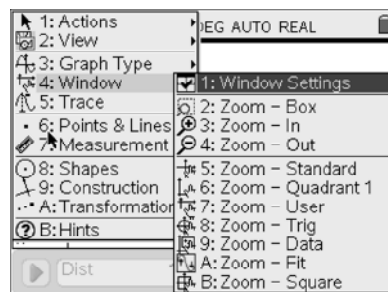 1: Actions
2: View
3: Graph Type
4: Window
5: Trace
6: Points & Lines
7: Measurement
8: Shapes
9: Construction
A: Transformation
B: Hints
DEG AUTO REAL
1: Window Settings
2: Zoom – Box
3: Zoom – In
4: Zoom – Out
5: Zoom – Standard
6: Zoom – Quadrant 1
7: Zoom – User
8: Zoom – Trig
9: Zoom – Data
A: Zoom – Fit
B: Zoom – Square
Dist